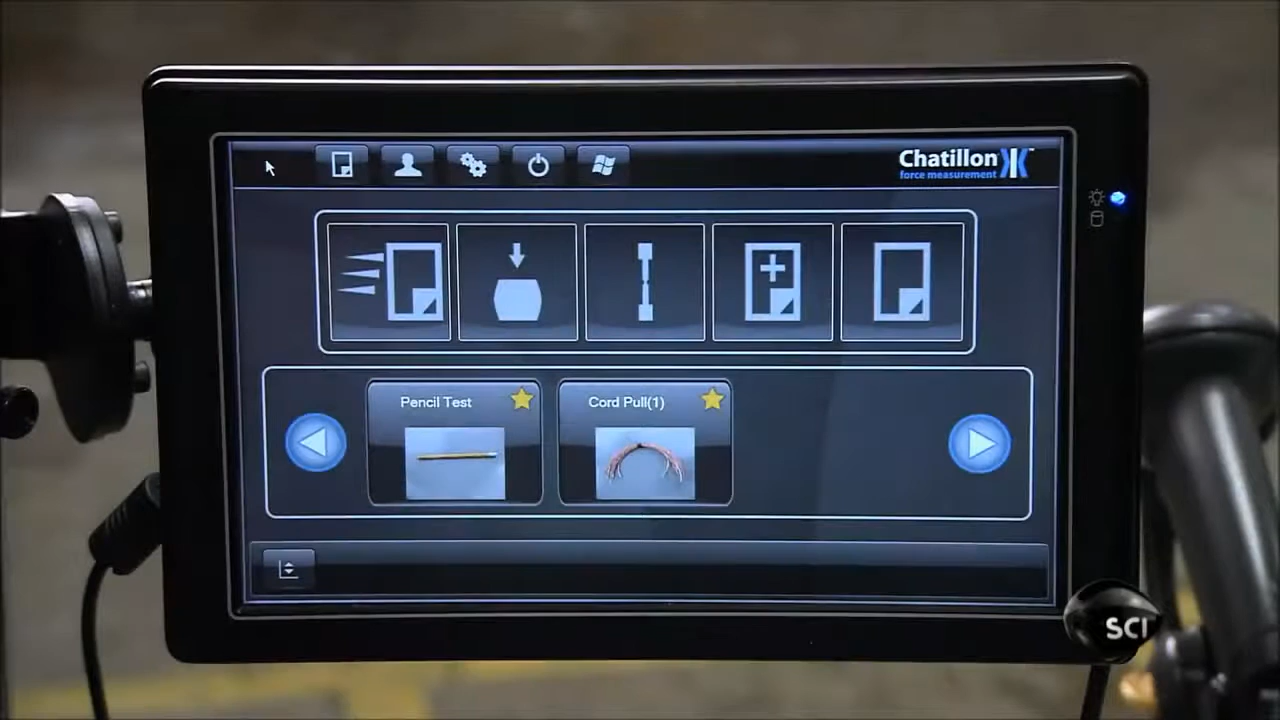 Chatillon
force measurement
Pencil Test
Cord Pull(1)
SCI